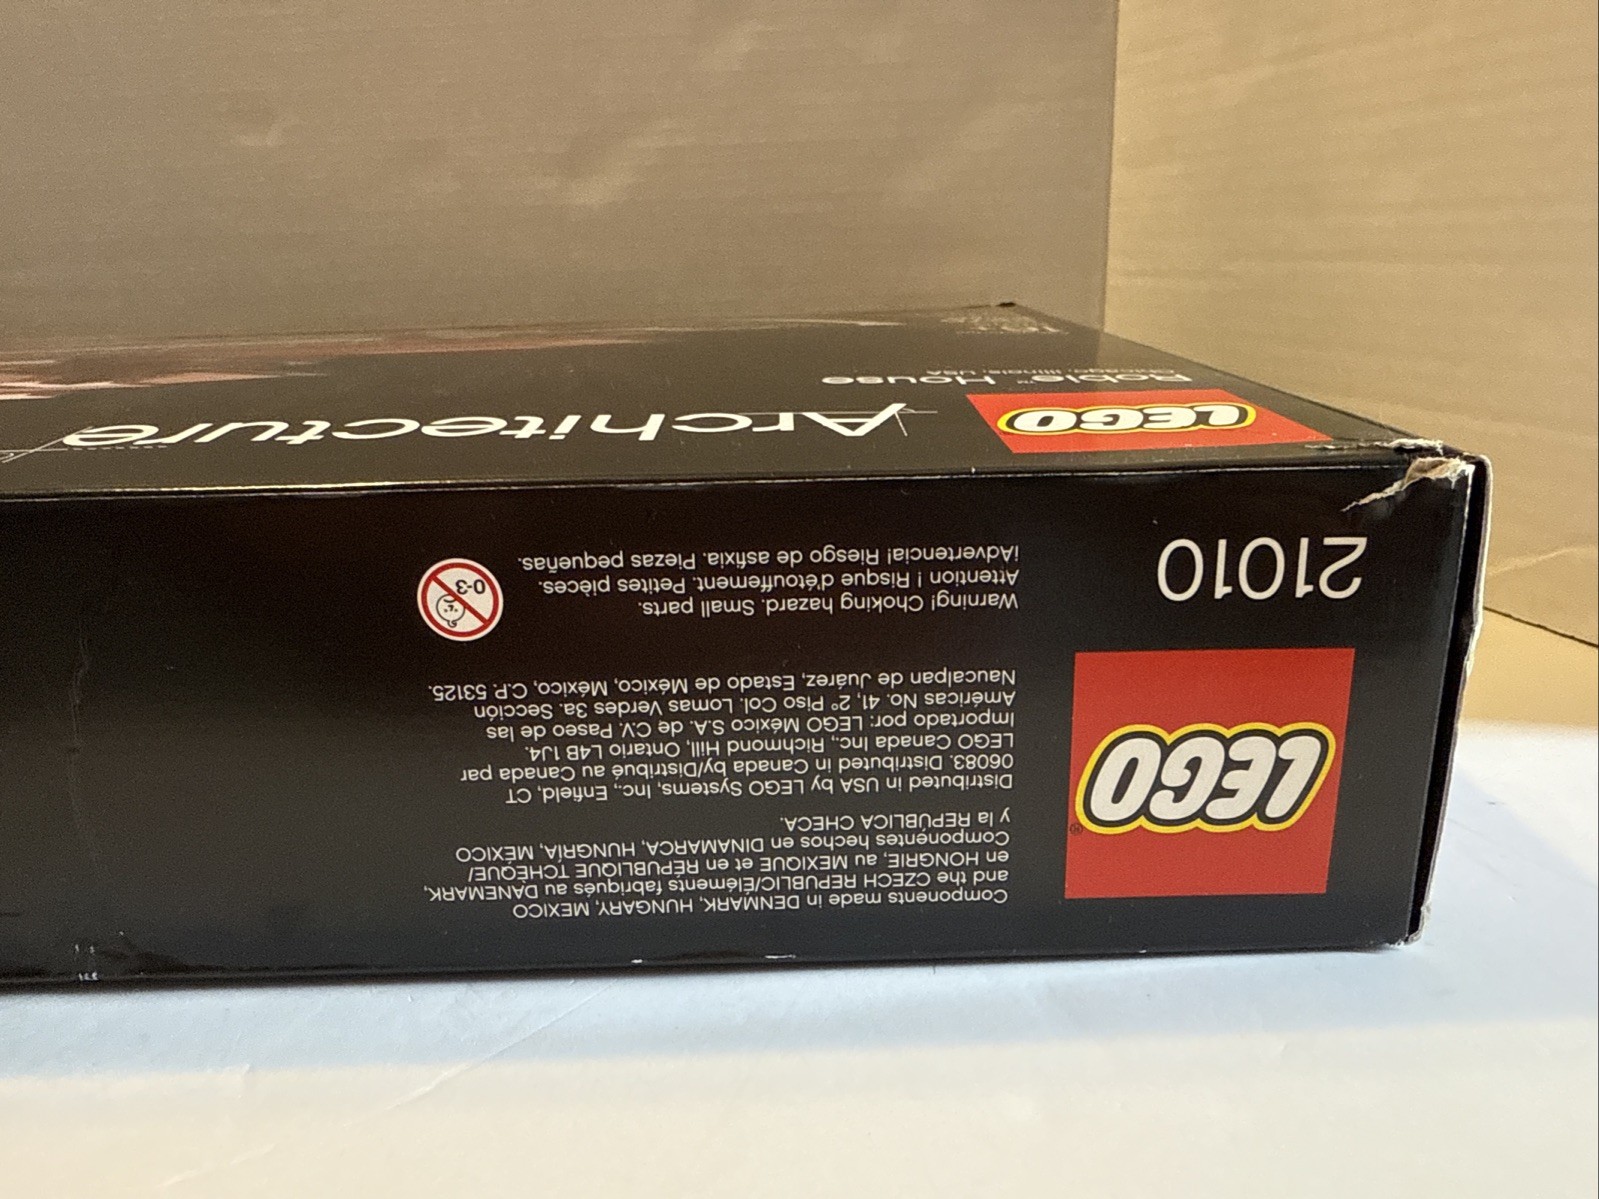 LEGO
Architecture
Robie™ House
Chicago, Illinois, USA
21010
LEGO®
Warning! Choking hazard. Small parts.
Attention ! Risque d'étouffement. Petites pièces.
¡Advertencia! Riesgo de asfixia. Piezas pequeñas.
0-3
Components made in DENMARK, HUNGARY, MEXICO
and the CZECH REPUBLIC/Éléments fabriqués au DANEMARK,
en HONGRIE, au MEXIQUE et en RÉPUBLIQUE TCHÈQUE/
Componentes hechos en DINAMARCA, HUNGRÍA, MÉXICO
y la REPÚBLICA CHECA.
Distributed in USA by LEGO Systems, Inc., Enfield, CT
06083. Distributed in Canada by/Distribué au Canada par
LEGO Canada Inc., Richmond Hill, Ontario L4B 1J4.
Importado por: LEGO México S.A. de C.V. Paseo de las
Américas No. 41, 2° Piso Col. Lomas Verdes 3a. Sección
Naucalpan de Juárez, Estado de México, México, C.P. 53125.